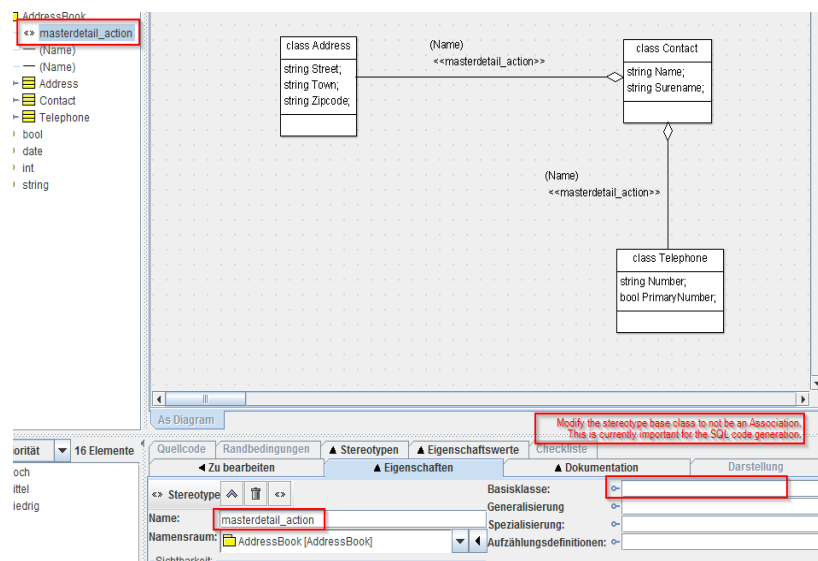 AddressBook
<> masterdetail_action
(Name)
(Name)
Address
Contact
Telephone
bool
date
int
string
class Address
string Street;
string Town;
string Zipcode;
(Name)
<<masterdetail_action>>
class Contact
string Name;
string Surename;
(Name)
<<masterdetail_action>>
class Telephone
string Number;
bool PrimaryNumber;
As Diagram
Modify the stereotype base class to not be an Association.
This is currently important for the SQL code generation.
orität 16 Elemente
och
ittel
iedrig
Quellcode Randbedingungen Stereotypen Eigenschaftswerte Checkliste
Zu bearbeiten Eigenschaften Dokumentation Darstellung
<> Stereotype <>
Name: masterdetail_action
Namensraum: AddressBook [AddressBook]
Sichtbarkeit:
Basisklasse:
Generalisierung
Spezialisierung:
Aufzählungsdefinitionen: